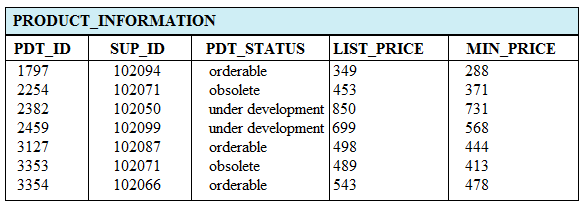 PRODUCT_INFORMATION
PDT_ID SUP_ID PDT_STATUS LIST_PRICE MIN_PRICE
1797 102094 orderable 349 288
2254 102071 obsolete 453 371
2382 102050 under development 850 731
2459 102099 under development 699 568
3127 102087 orderable 498 444
3353 102071 obsolete 489 413
3354 102066 orderable 543 478